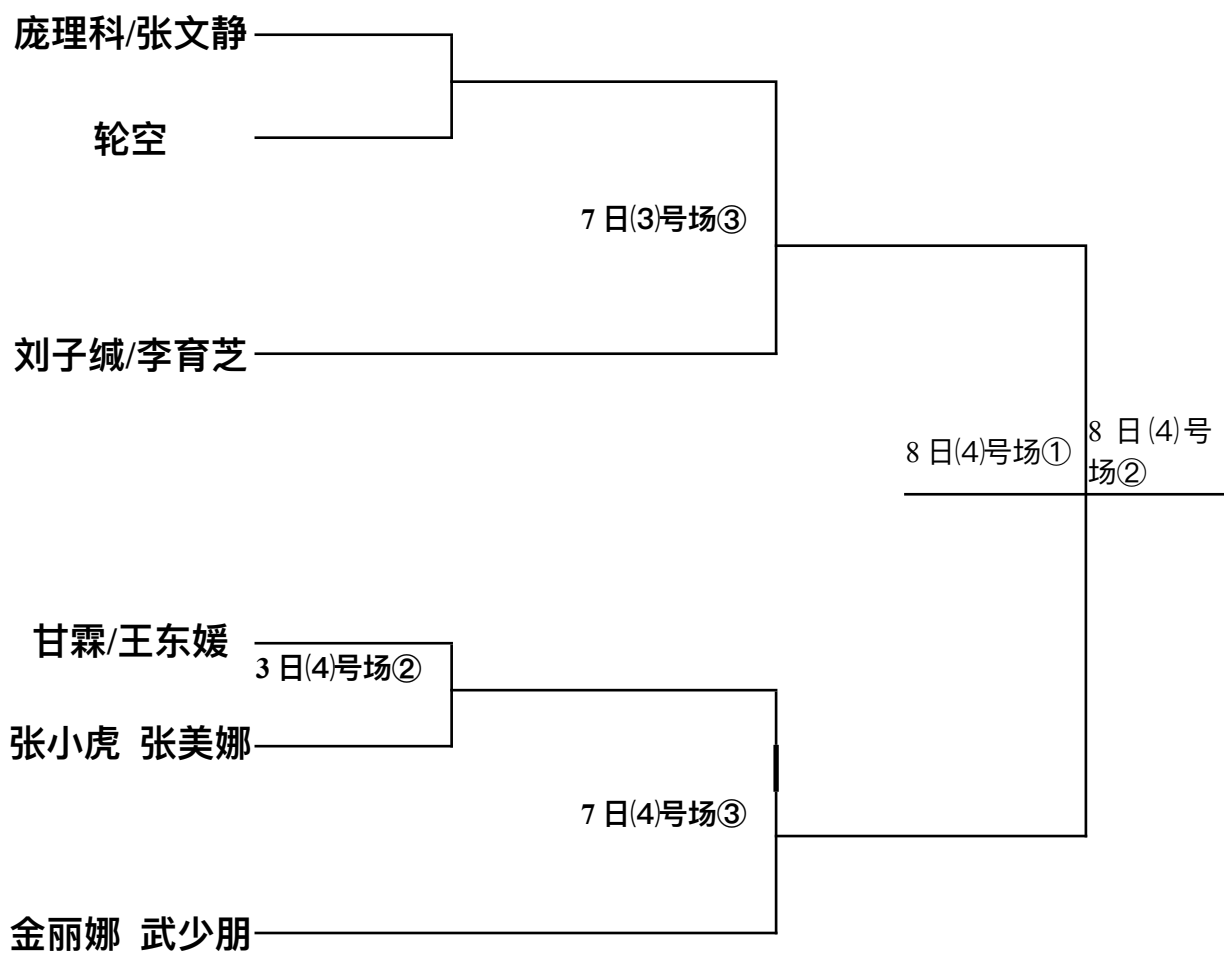 庞理科/张文静
轮空
7日⑶号场③
刘子缄/李育芝
8日⑷号场①
8日⑷号
场②
甘霖/王东媛
3日⑷号场②
张小虎 张美娜
7日⑷号场③
金丽娜 武少朋